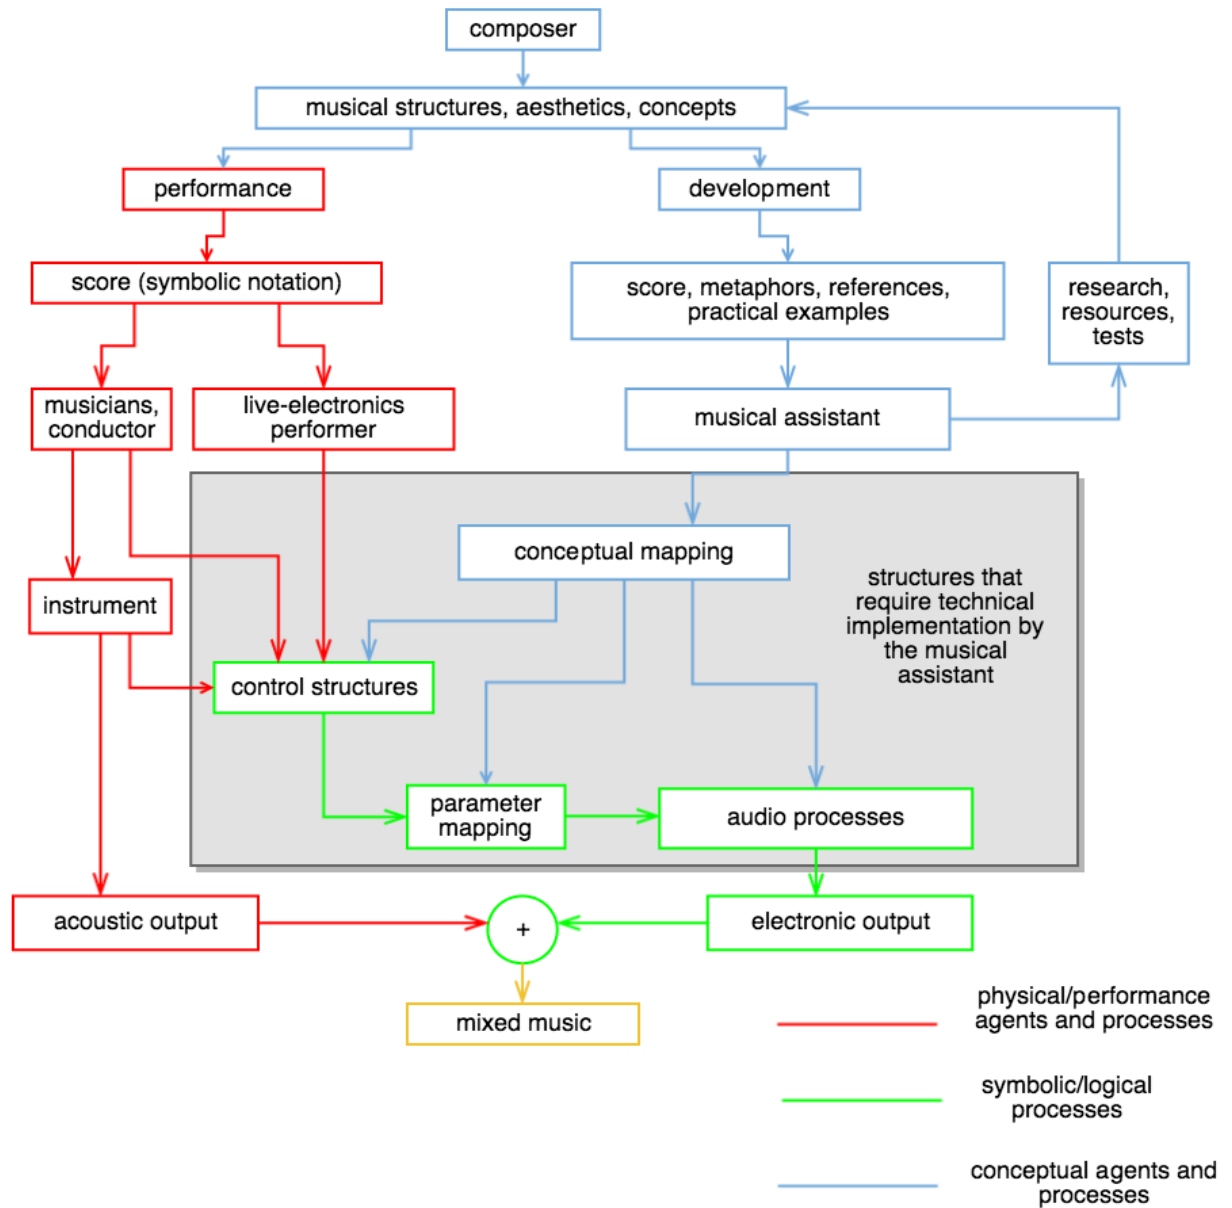 composer
musical structures, aesthetics, concepts
performance
development
score (symbolic notation)
score, metaphors, references,
practical examples
research,
resources,
tests
musicians,
conductor
live-electronics
performer
musical assistant
conceptual mapping
structures that
require technical
implementation by
the musical
assistant
instrument
control structures
parameter
mapping
audio processes
acoustic output
+
electronic output
mixed music
physical/performance
agents and processes
symbolic/logical
processes
conceptual agents and
processes